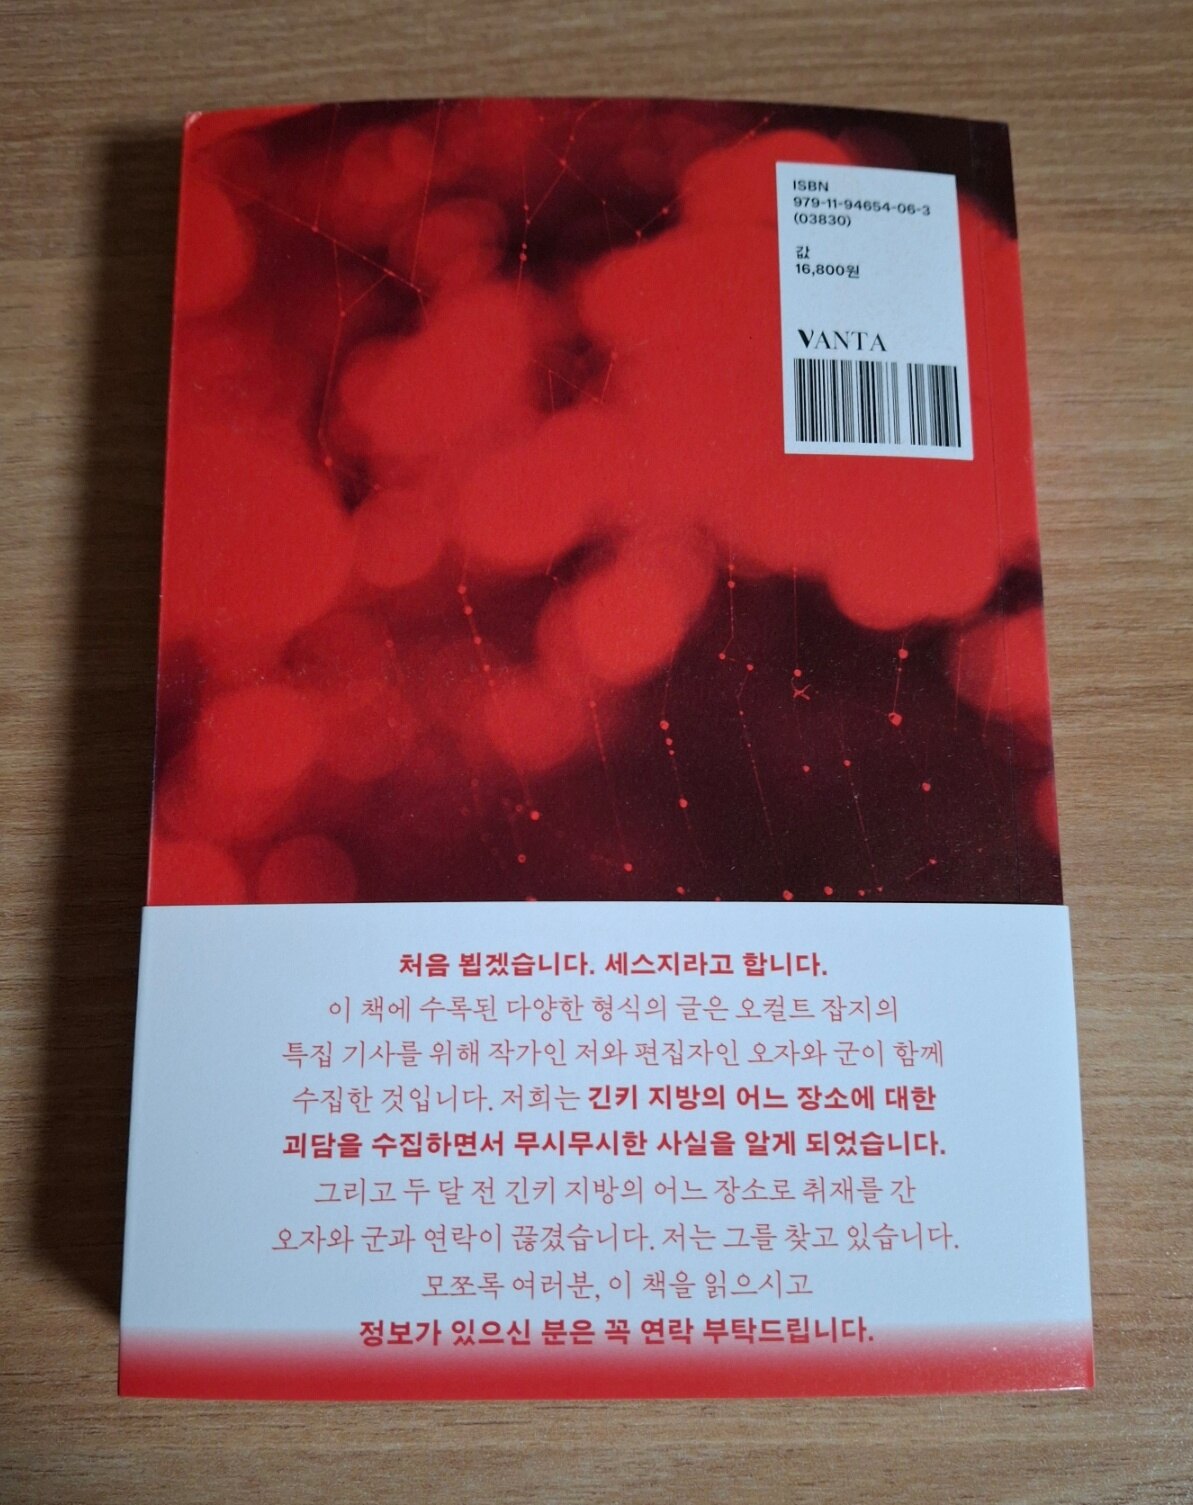 ISBN
979-11-94654-06-3
(03830)
값
16,800원
VANTA
처음 뵙겠습니다. 세스지라고 합니다.
이 책에 수록된 다양한 형식의 글은 오컬트 잡지의
특집 기사를 위해 작가인 저와 편집자인 오자와 군이 함께
수집한 것입니다. 저희는 긴키 지방의 어느 장소에 대한
괴담을 수집하면서 무시무시한 사실을 알게 되었습니다.
그리고 두 달 전 긴키 지방의 어느 장소로 취재를 간
오자와 군과 연락이 끊겼습니다. 저는 그를 찾고 있습니다.
모쪼록 여러분, 이 책을 읽으시고
정보가 있으신 분은 꼭 연락 부탁드립니다.